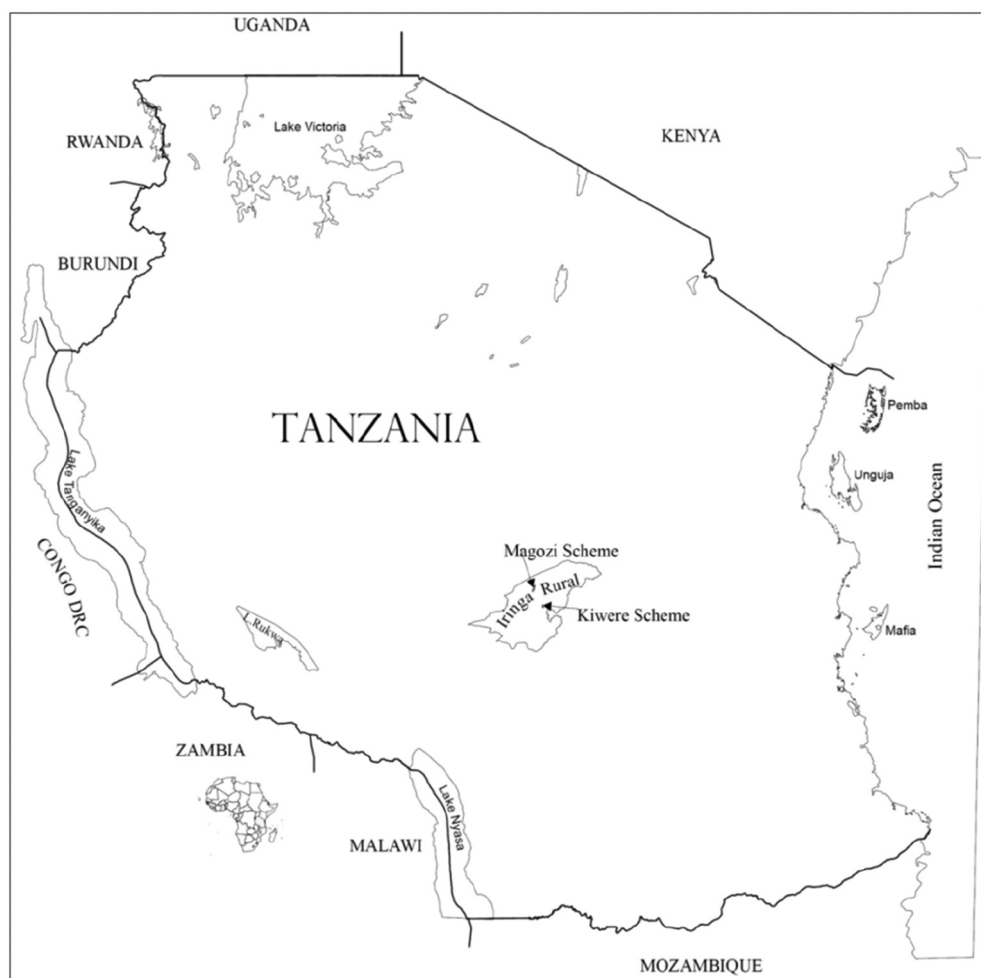 UGANDA
Lake Victoria
KENYA
RWANDA
BURUNDI
TANZANIA
Pemba
Unguja
Indian Ocean
Lake Tanganyika
CONGO DRC
Magozi Scheme
Iringa Rural
Kiwere Scheme
L.Rukwa
Mafia
ZAMBIA
Lake Nyasa
MALAWI
MOZAMBIQUE